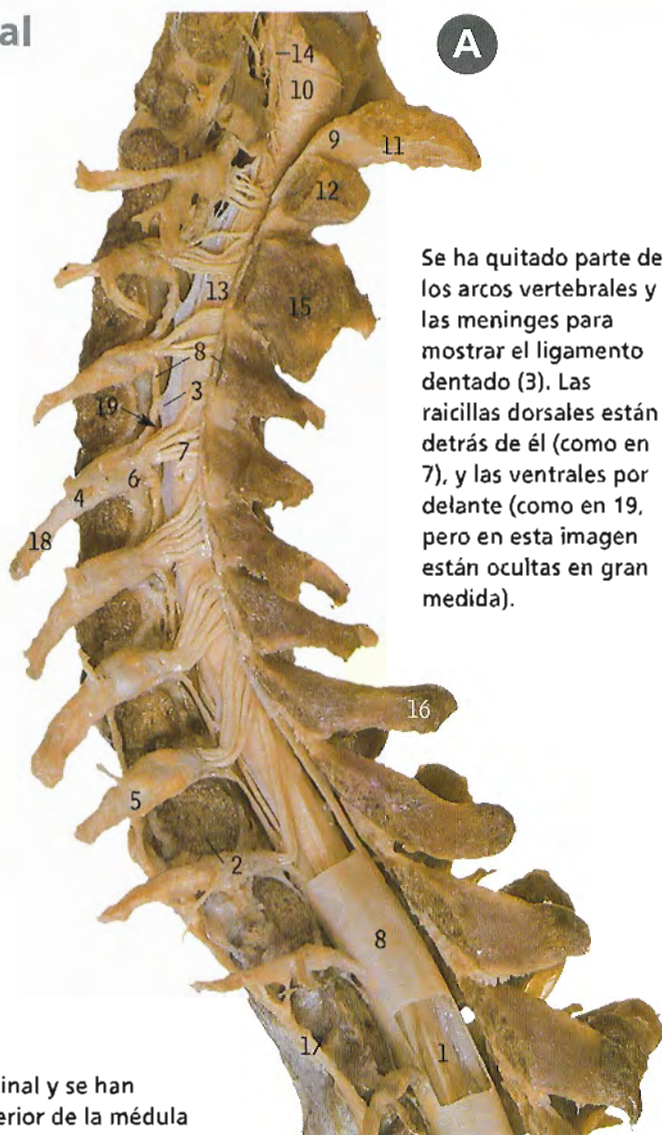 al
A
14
10
9
11
12
13
15
8
3
19
7
6
4
18
16
5
2
8
17
1
Se ha quitado parte de
los arcos vertebrales y
las meninges para
mostrar el ligamento
dentado (3). Las
raicillas dorsales están
detrás de él (como en
7), y las ventrales por
delante (como en 19,
pero en esta imagen
están ocultas en gran
medida).
inal y se han
erior de la médula